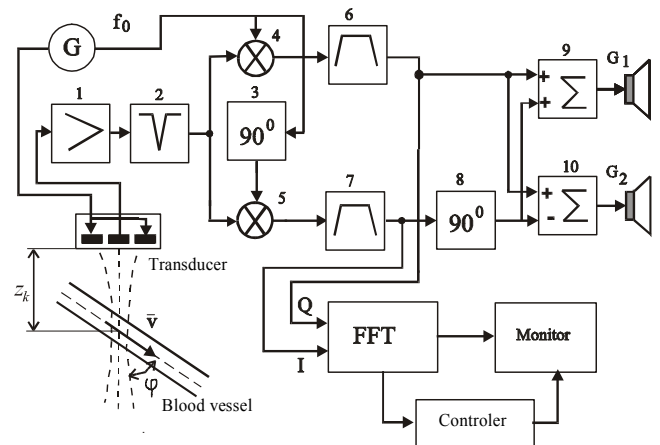 f0
G
6
4
9
G1
+
+
Σ
1
2
3
90⁰
5
7
8
90⁰
10
G2
+
-
Σ
Transducer
zk
v̄
φ
Blood vessel
Q
I
FFT
Monitor
Controler